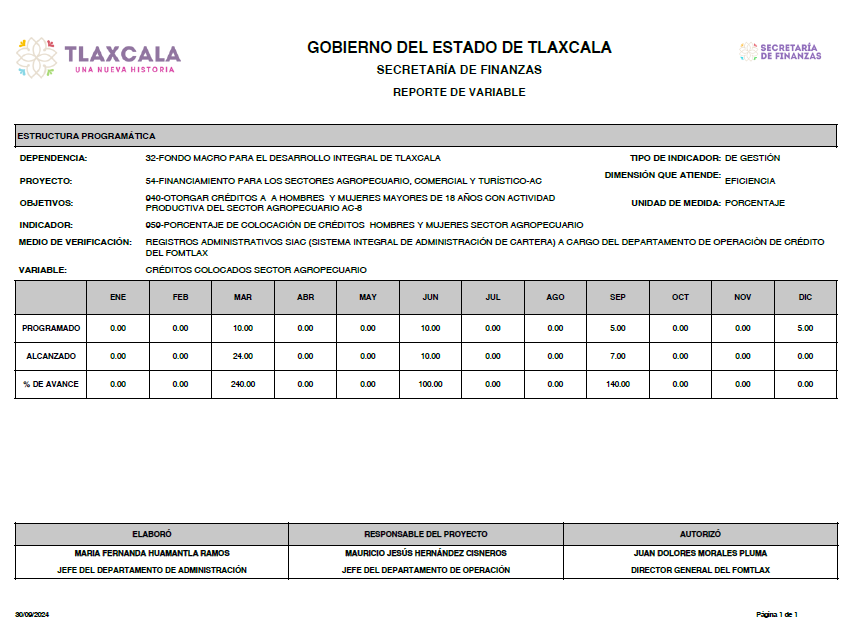 TLAXCALA
UNA NUEVA HISTORIA
GOBIERNO DEL ESTADO DE TLAXCALA
SECRETARÍA DE FINANZAS
REPORTE DE VARIABLE
SECRETARÍA
DE FINANZAS
ESTRUCTURA PROGRAMÁTICA
DEPENDENCIA: 32-FONDO MACRO PARA EL DESARROLLO INTEGRAL DE TLAXCALA TIPO DE INDICADOR: DE GESTIÓN
PROYECTO: 54-FINANCIAMIENTO PARA LOS SECTORES AGROPECUARIO, COMERCIAL Y TURÍSTICO-AC DIMENSIÓN QUE ATIENDE: EFICIENCIA
OBJETIVOS: 040-OTORGAR CRÉDITOS A A HOMBRES Y MUJERES MAYORES DE 18 AÑOS CON ACTIVIDAD
PRODUCTIVA DEL SECTOR AGROPECUARIO AC-8 UNIDAD DE MEDIDA: PORCENTAJE
INDICADOR: 050-PORCENTAJE DE COLOCACIÓN DE CRÉDITOS HOMBRES Y MUJERES SECTOR AGROPECUARIO
MEDIO DE VERIFICACIÓN: REGISTROS ADMINISTRATIVOS SIAC (SISTEMA INTEGRAL DE ADMINISTRACIÓN DE CARTERA) A CARGO DEL DEPARTAMENTO DE OPERACIÓN DE CRÉDITO
DEL FOMTLAX
VARIABLE: CRÉDITOS COLOCADOS SECTOR AGROPECUARIO
ENE FEB MAR ABR MAY JUN JUL AGO SEP OCT NOV DIC
PROGRAMADO 0.00 0.00 10.00 0.00 0.00 10.00 0.00 0.00 5.00 0.00 0.00 5.00
ALCANZADO 0.00 0.00 24.00 0.00 0.00 10.00 0.00 0.00 7.00 0.00 0.00 0.00
% DE AVANCE 0.00 0.00 240.00 0.00 0.00 100.00 0.00 0.00 140.00 0.00 0.00 0.00
ELABORÓ RESPONSABLE DEL PROYECTO AUTORIZÓ
MARIA FERNANDA HUAMANTLA RAMOS MAURICIO JESÚS HERNÁNDEZ CISNEROS JUAN DOLORES MORALES PLUMA
JEFE DEL DEPARTAMENTO DE ADMINISTRACIÓN JEFE DEL DEPARTAMENTO DE OPERACIÓN DIRECTOR GENERAL DEL FOMTLAX
30/09/2024 Página 1 de 1